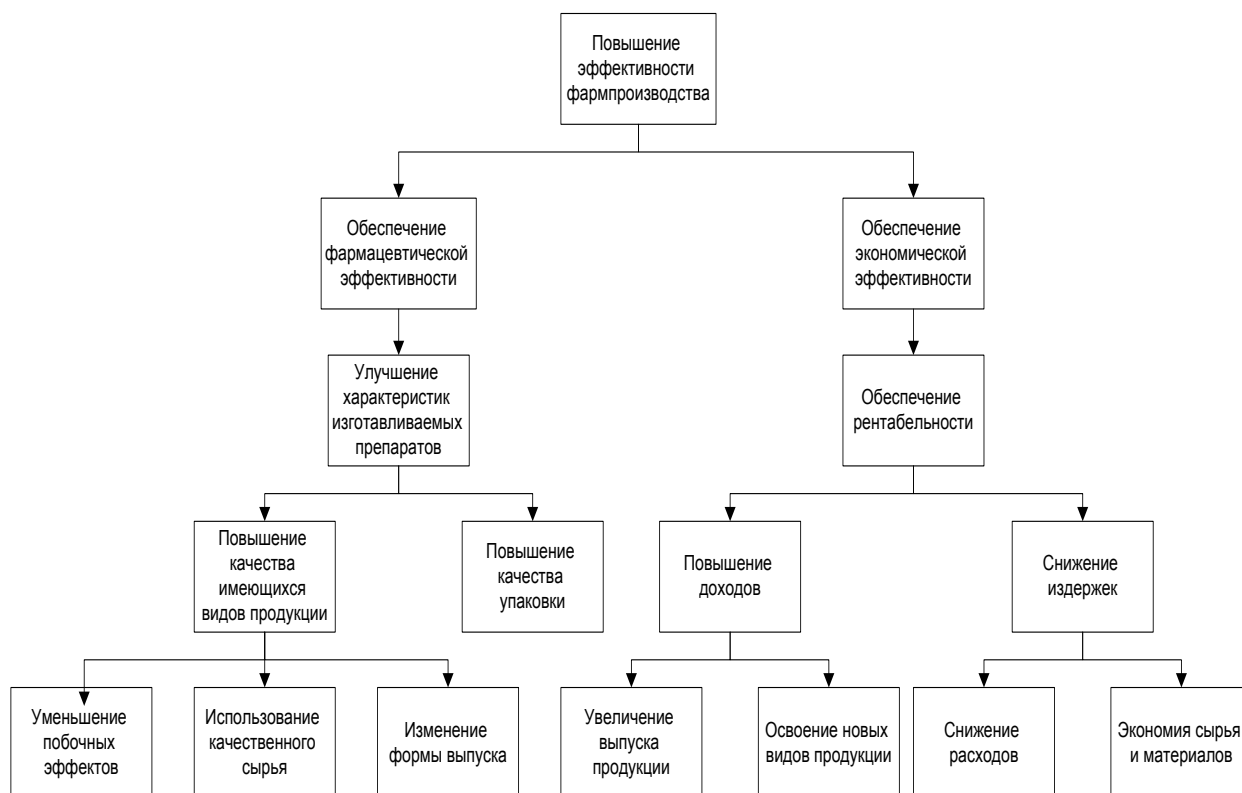 Повышение
эффективности
фармпроизводства
Обеспечение
фармацевтической
эффективности
Обеспечение
экономической
эффективности
Улучшение
характеристик
изготавливаемых
препаратов
Обеспечение
рентабельности
Повышение
качества
имеющихся
видов продукции
Повышение
качества
упаковки
Повышение
доходов
Снижение
издержек
Уменьшение
побочных
эффектов
Использование
качественного
сырья
Изменение
формы выпуска
Увеличение
выпуска
продукции
Освоение новых
видов продукции
Снижение
расходов
Экономия сырья
и материалов